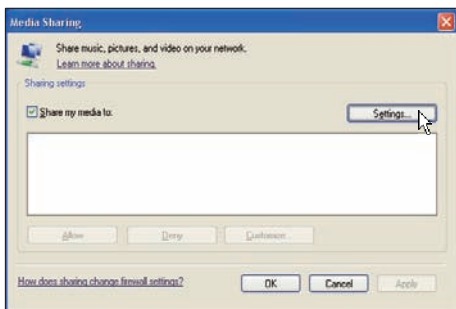 Media Sharing
Share music, pictures, and video on your network.
Learn more about sharing.
Sharing settings
Share my media to:
Settings...
Allow
Deny
Customize...
How does sharing change firewall settings?
OK
Cancel
Apply